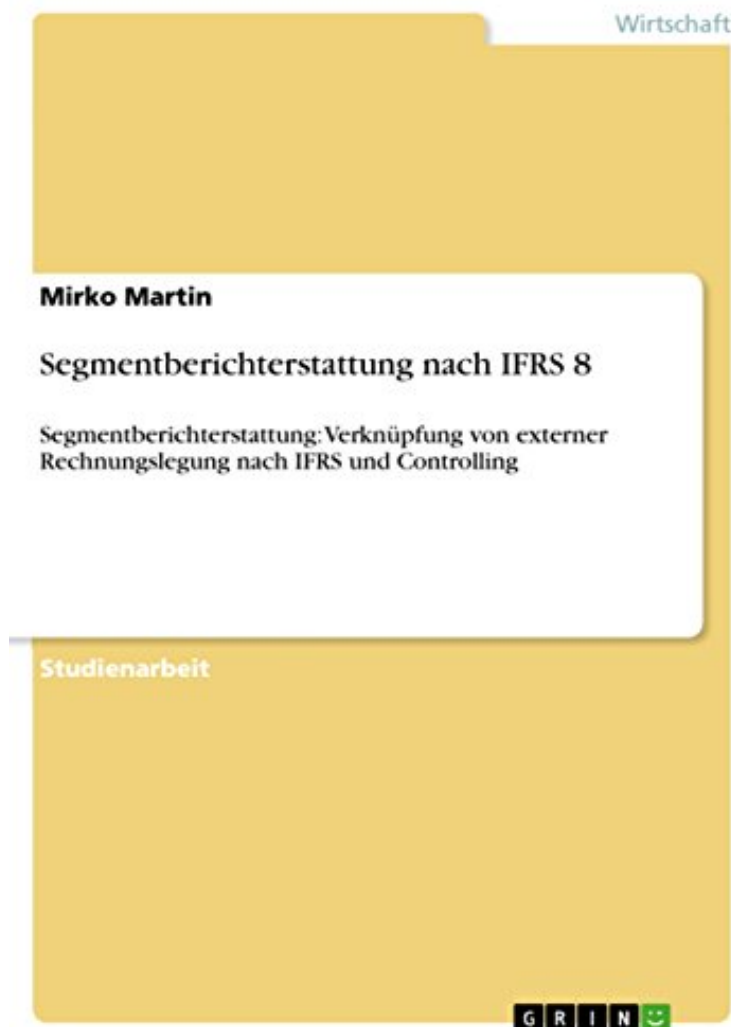 Wirtschaft
Mirko Martin
Segmentberichterstattung nach IFRS 8
Segmentberichterstattung: Verknüpfung von externer
Rechnungslegung nach IFRS und Controlling
Studienarbeit
GRIN